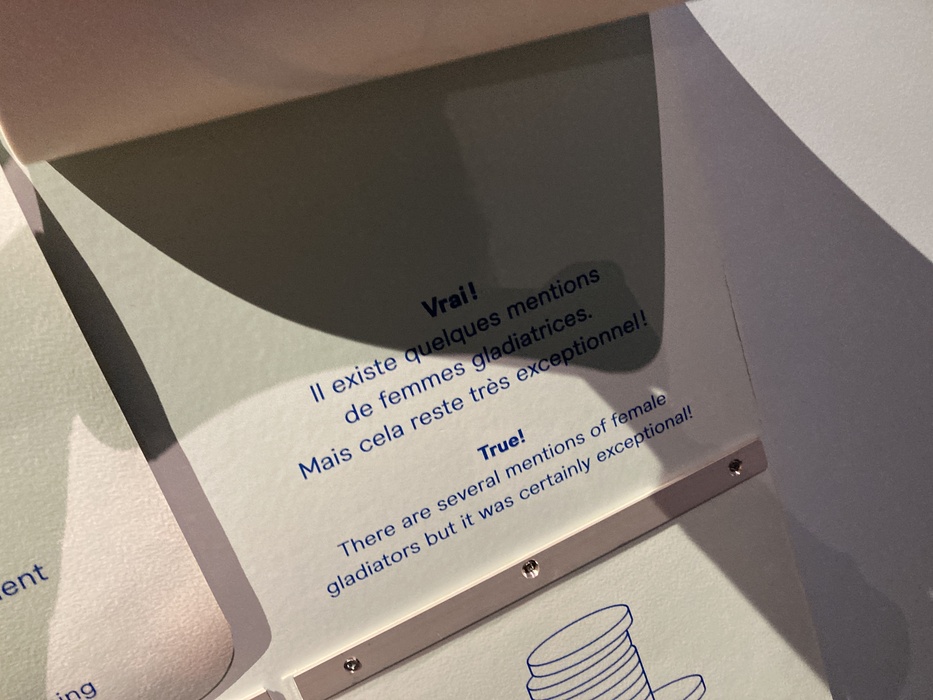 Vrai !
Il existe quelques mentions
de femmes gladiatrices.
Mais cela reste très exceptionnel !
True!
There are several mentions of female
gladiators but it was certainly exceptional!
ent
ing